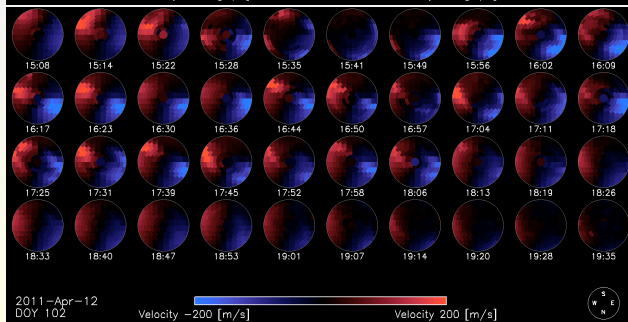 15:08 15:14 15:22 15:28 15:35 15:41 15:49 15:56 16:02 16:09
16:17 16:23 16:30 16:36 16:44 16:50 16:57 17:04 17:11 17:18
17:25 17:31 17:39 17:45 17:52 17:58 18:06 18:13 18:19 18:26
18:33 18:40 18:47 18:53 19:01 19:07 19:14 19:20 19:28 19:35
2011-Apr-12
DOY 102
Velocity -200 [m/s] Velocity 200 [m/s]
S
W E
N